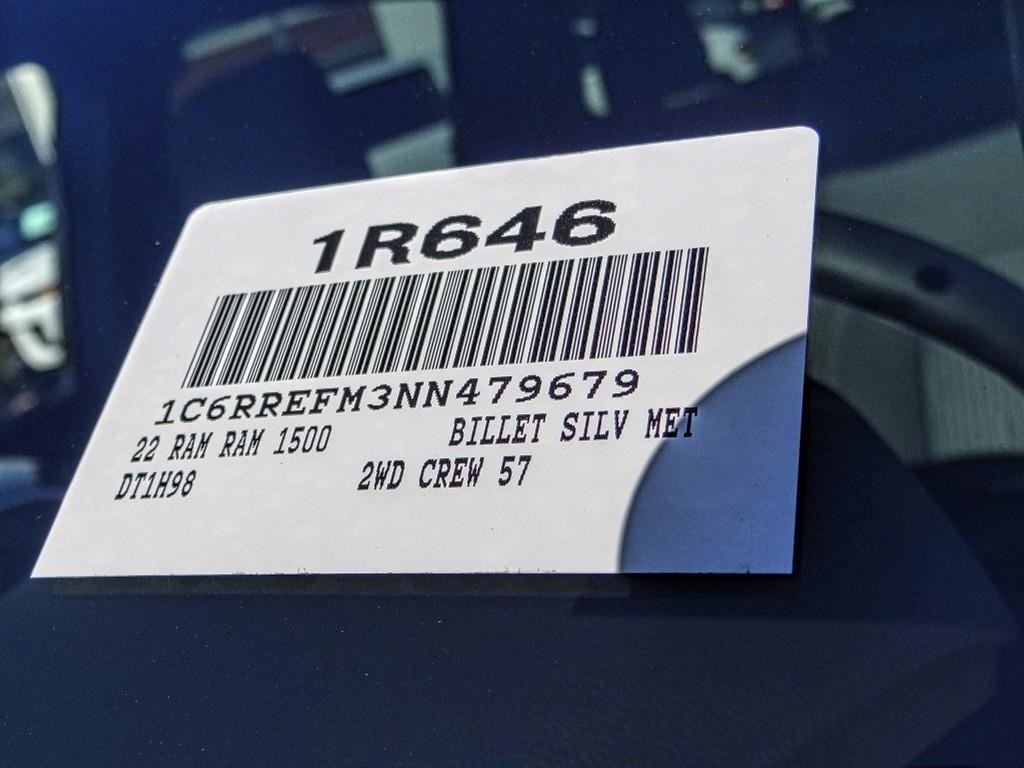 1R646
1C6RREFM3NN479679
22 RAM RAM 1500 BILLET SILV MET
DT1H98 2WD CREW 57